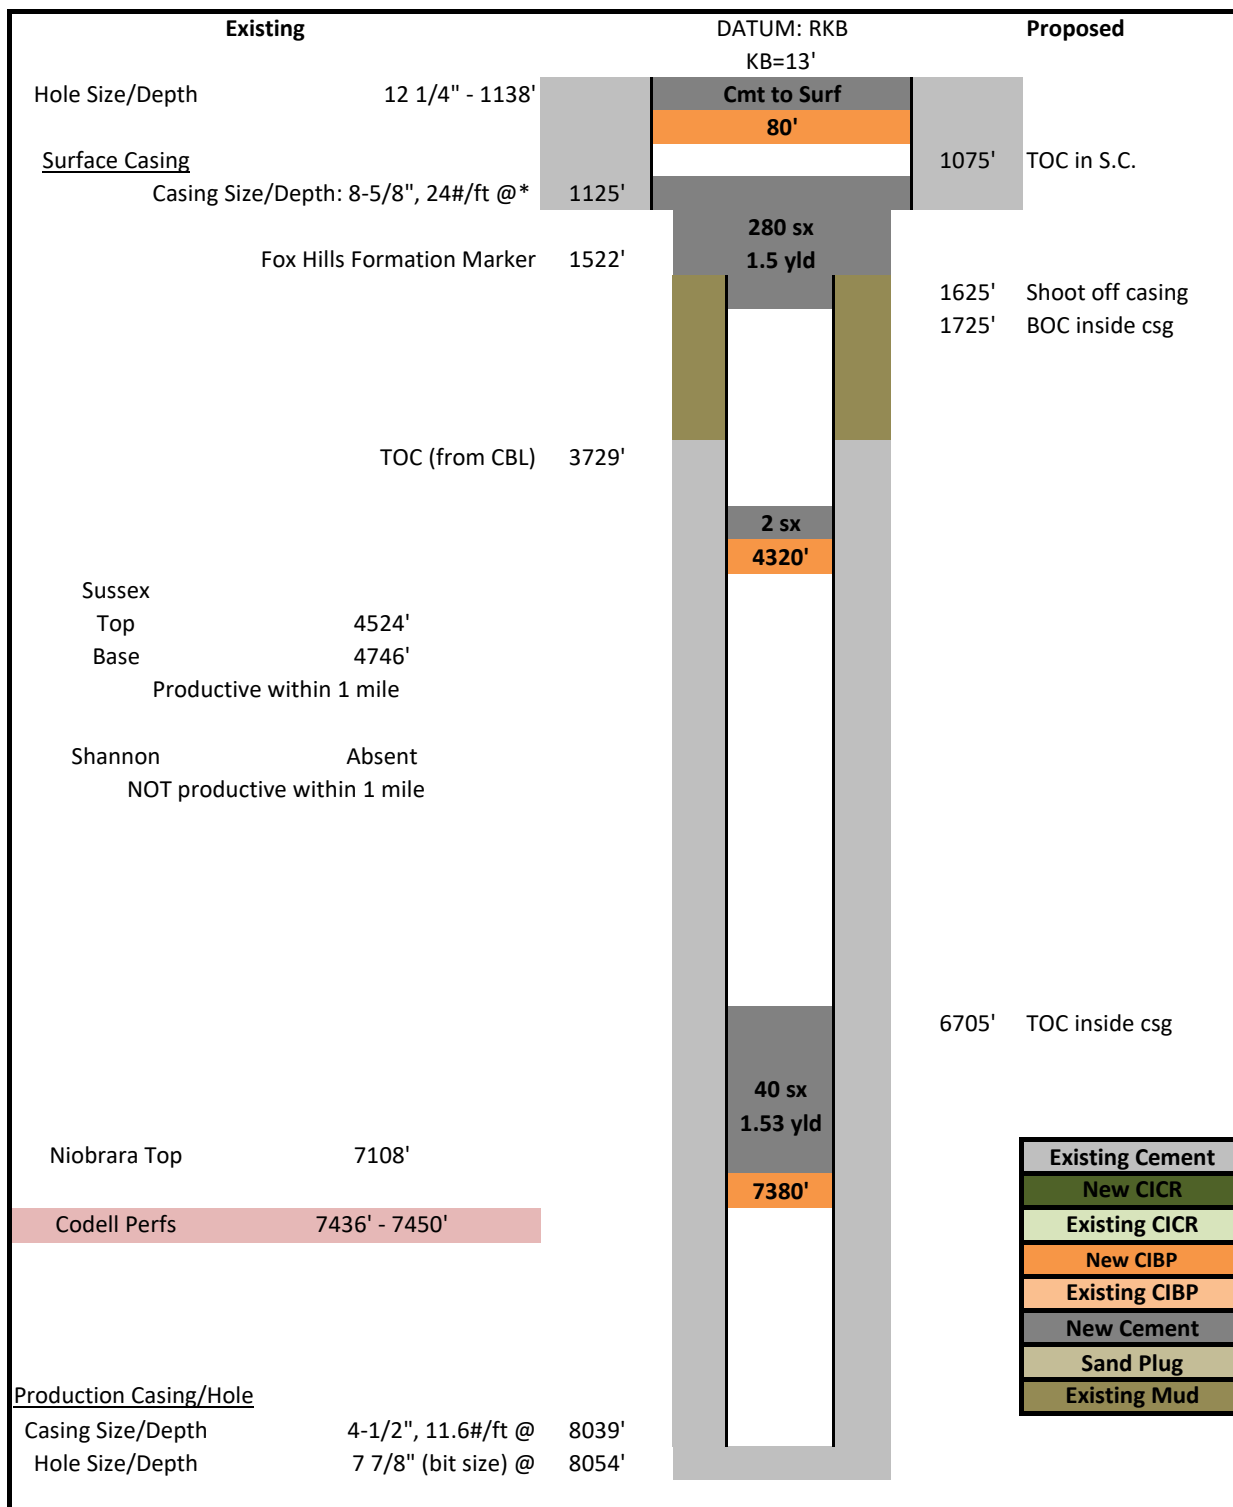 Existing DATUM: RKB Proposed
KB=13'
Hole Size/Depth 12 1/4" - 1138' Cmt to Surf
80'
Surface Casing 1075' TOC in S.C.
Casing Size/Depth: 8-5/8", 24#/ft @* 1125'
280 sx
Fox Hills Formation Marker 1522' 1.5 yld
1625' Shoot off casing
1725' BOC inside csg
TOC (from CBL) 3729'
2 sx
4320'
Sussex
Top 4524'
Base 4746'
Productive within 1 mile
Shannon Absent
NOT productive within 1 mile
6705' TOC inside csg
40 sx
1.53 yld
Niobrara Top 7108' Existing Cement
7380' New CICR
Codell Perfs 7436' - 7450' Existing CICR
New CIBP
Existing CIBP
New Cement
Sand Plug
Production Casing/Hole Existing Mud
Casing Size/Depth 4-1/2", 11.6#/ft @ 8039'
Hole Size/Depth 7 7/8" (bit size) @ 8054'